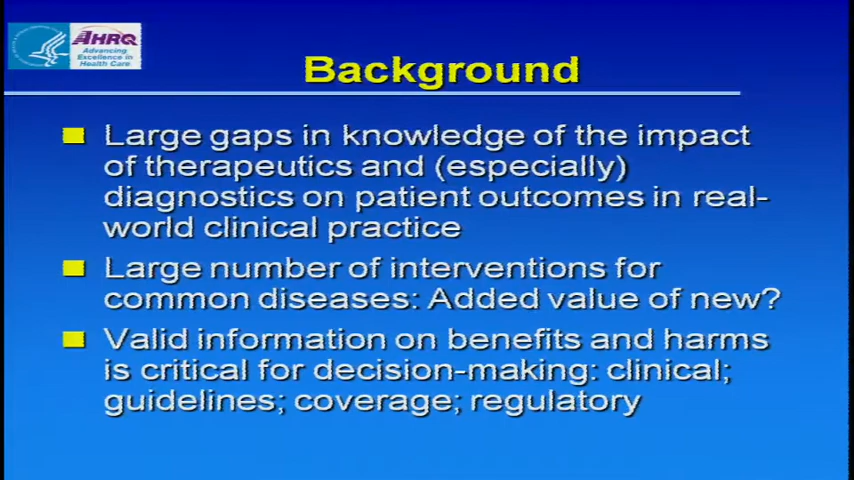 AHRQ
Advancing
Excellence in
Health Care
Background
Large gaps in knowledge of the impact
of therapeutics and (especially)
diagnostics on patient outcomes in real-
world clinical practice
Large number of interventions for
common diseases: Added value of new?
Valid information on benefits and harms
is critical for decision-making: clinical;
guidelines; coverage; regulatory